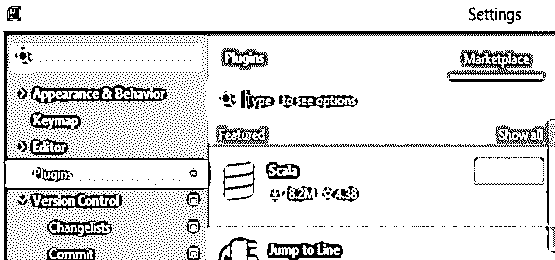 Settings
Plugins
Marketplace
Type to see options
Appearance & Behavior
Keymap
Editor
Plugins
Version Control
Changelists
Commit
Featured
Show all
Scala
8.2M 4.38
Jump to Line